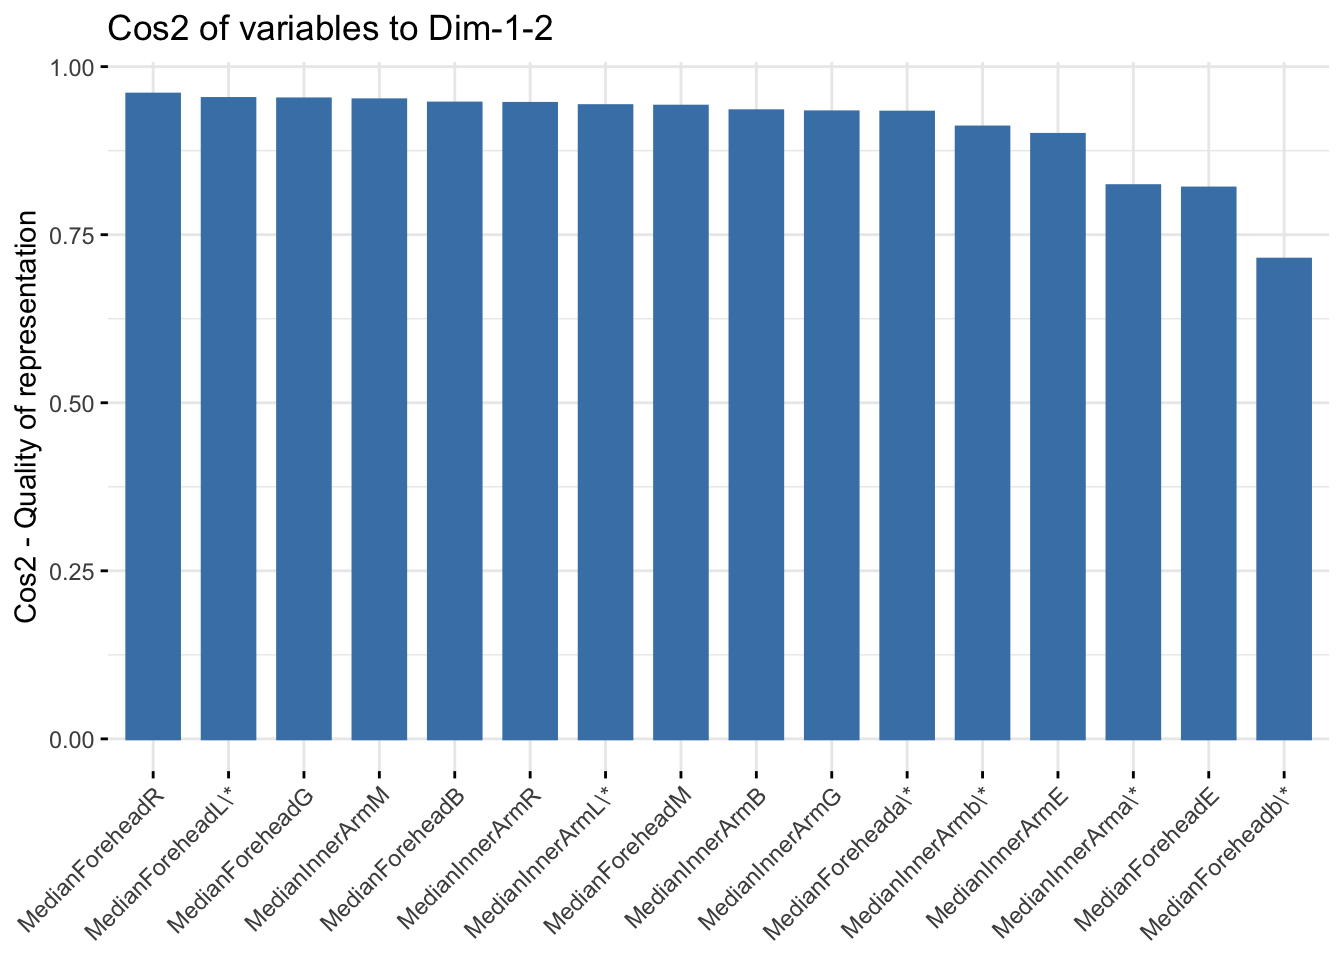 Cos2 of variables to Dim-1-2
Cos2 - Quality of representation
1.00
0.75
0.50
0.25
0.00
MedianForeheadR
MedianForeheadL\*
MedianForeheadG
MedianInnerArmM
MedianForeheadB
MedianInnerArmR
MedianInnerArmL\*
MedianForeheadM
MedianInnerArmB
MedianInnerArmG
MedianForeheada\*
MedianInnerArmb\*
MedianInnerArmE
MedianInnerArma\*
MedianForeheadE
MedianForeheadb\*